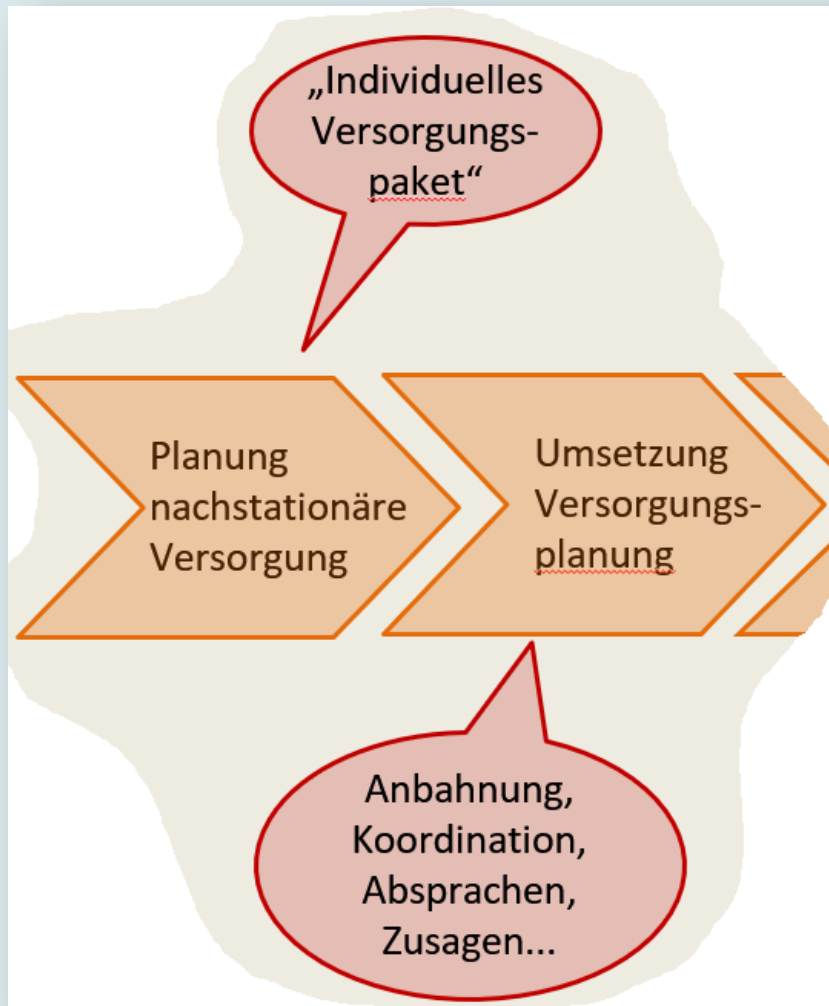 „Individuelles
Versorgungs-
paket“
Planung
nachstationäre
Versorgung
Umsetzung
Versorgungs-
planung
Anbahnung,
Koordination,
Absprachen,
Zusagen...